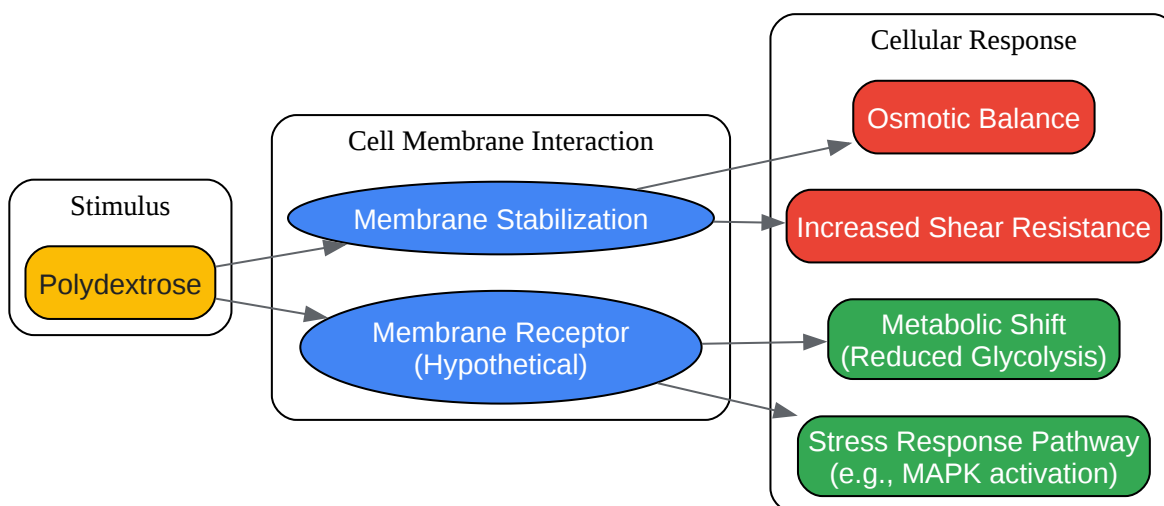 Stimulus
Polydextrose
Cell Membrane Interaction
Membrane Stabilization
Membrane Receptor
(Hypothetical)
Cellular Response
Osmotic Balance
Increased Shear Resistance
Metabolic Shift
(Reduced Glycolysis)
Stress Response Pathway
(e.g., MAPK activation)